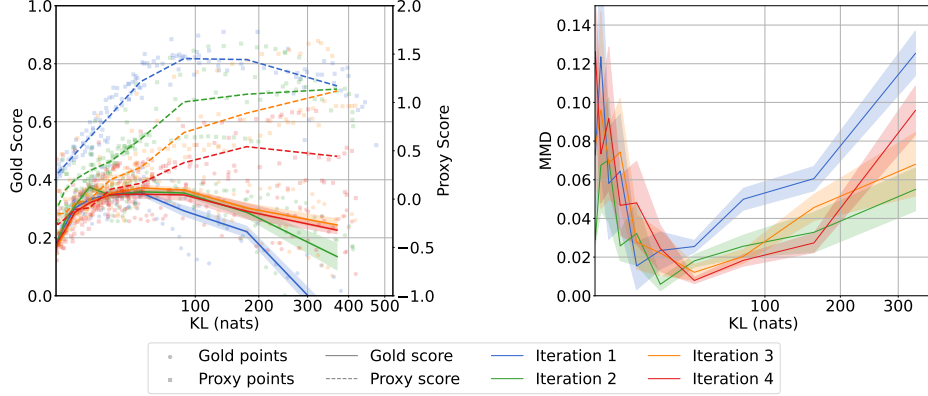 1.0
0.8
0.6
0.4
0.2
0.0
Gold Score
2.0
1.5
1.0
0.5
0.0
−0.5
−1.0
Proxy Score
100 200 300 400 500
KL (nats)
0.14
0.12
0.10
0.08
0.06
0.04
0.02
0.00
MMD
100 200 300
KL (nats)
Gold points Gold score Iteration 1 Iteration 3
Proxy points Proxy score Iteration 2 Iteration 4